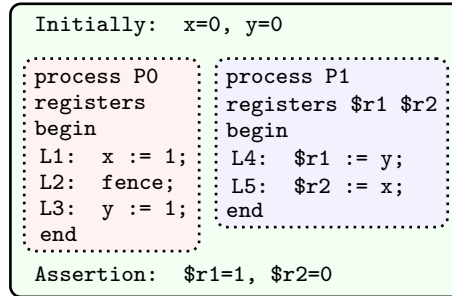 Initially: x=0, y=0
process P0
registers
begin
L1: x := 1;
L2: fence;
L3: y := 1;
end
process P1
registers $r1 $r2
begin
L4: $r1 := y;
L5: $r2 := x;
end
Assertion: $r1=1, $r2=0